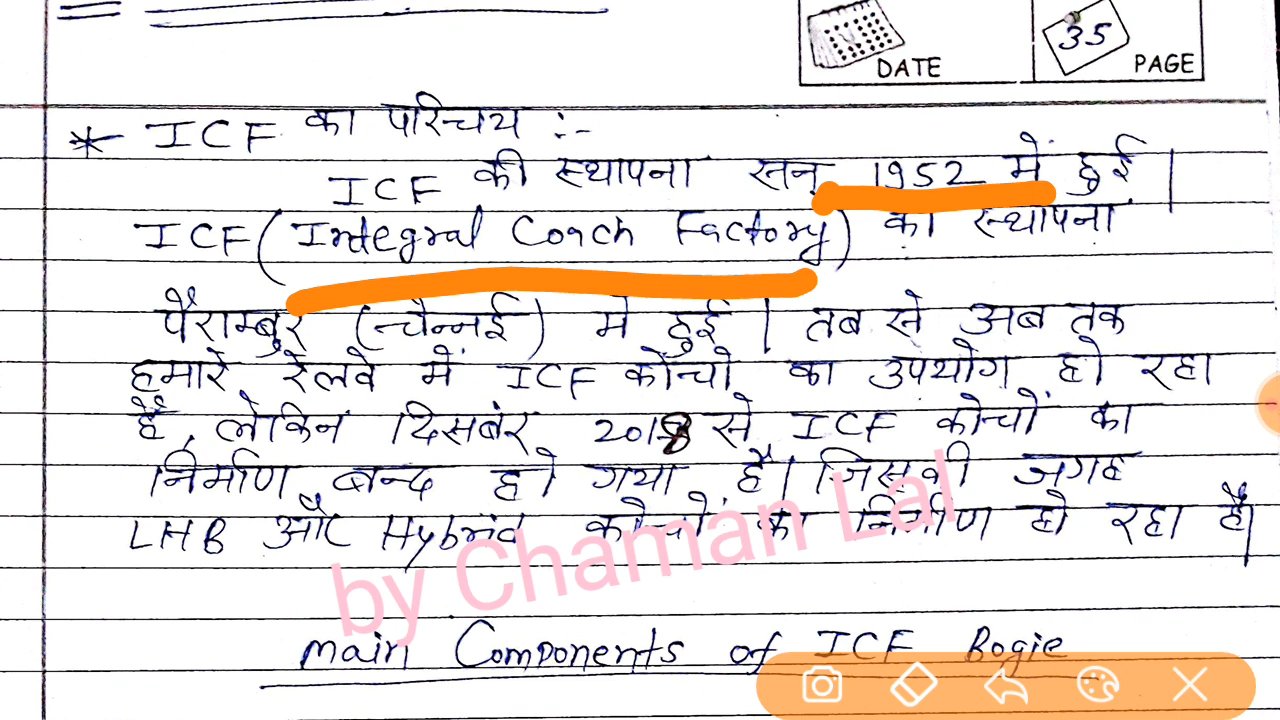 35
DATE
PAGE
* ICF का परिचय :-
ICF की स्थापना सन् 1952 में हुई |
ICF (Integral Coach Factory) की स्थापना
पैराम्बुर (चैन्नई) में हुई | तब से अब तक
हमारे रेलवे में ICF कोचों का उपयोग हो रहा
है, लेकिन दिसबंर 2018 से ICF कोचों का
निर्माण बन्द हो गया है। जिसकी जगह
LHB और Hybrid कोचों का निर्माण हो रहा है।
by Chaman Lal
main Components of ICF Bogie